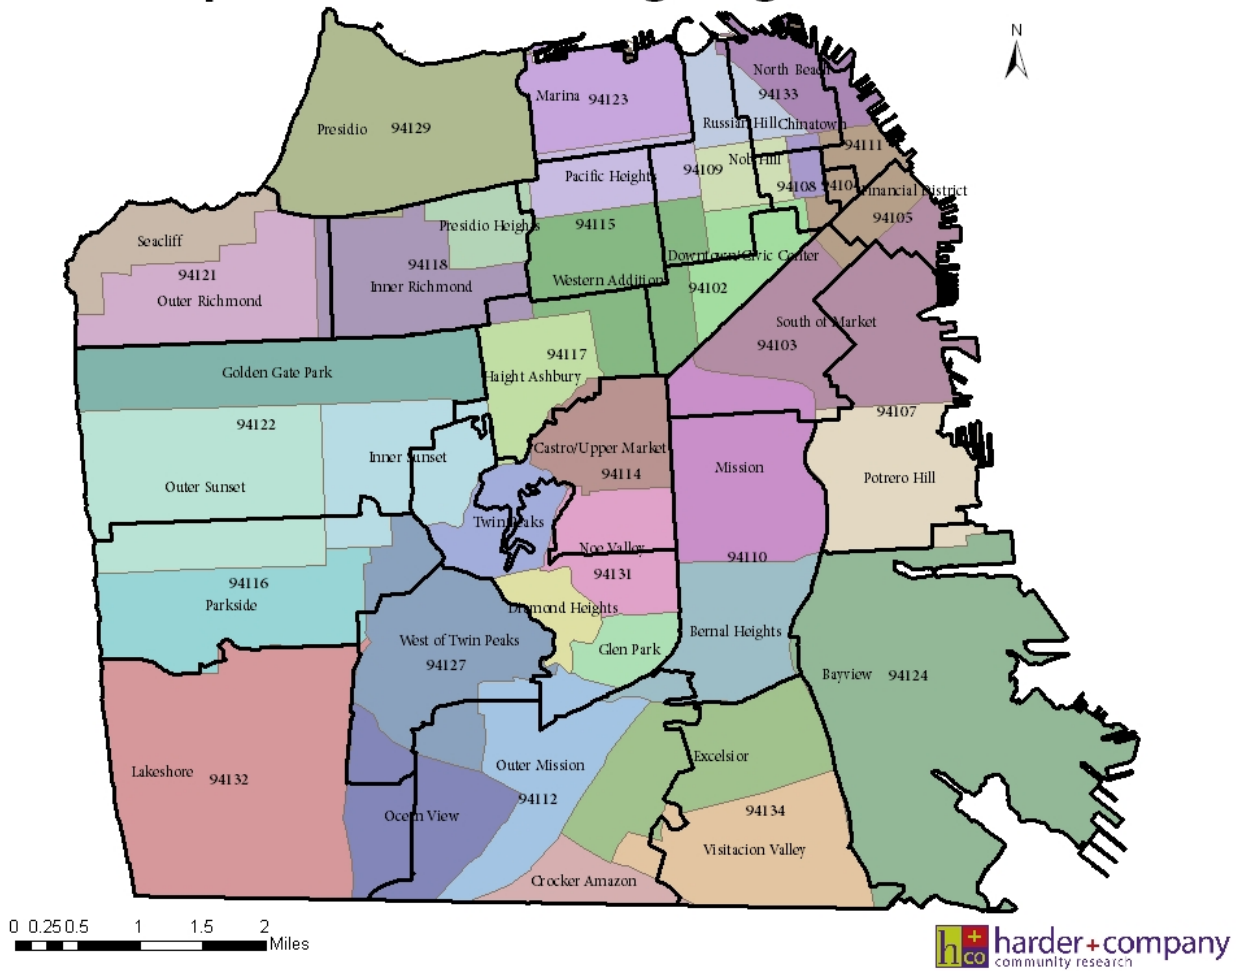 N
North Beach
94133
Marina 94123
Presidio 94129
Russian Hill
Chinatown
94111
Nob Hill
94109
Pacific Heights
94108
94104
Financial District
94105
Presidio Heights
94115
Seacliff
94121
94118
Outer Richmond
Inner Richmond
Downtown/Civic Center
Western Addition
94102
South of Market
94103
94117
Golden Gate Park
Haight Ashbury
94107
94122
Inner Sunset
Castro/Upper Market
94114
Mission
Potrero Hill
Outer Sunset
Twin Peaks
Noe Valley
94110
94131
94116
Parkside
Diamond Heights
Glen Park
Bernal Heights
West of Twin Peaks
94127
Bayview 94124
Lakeshore 94132
Outer Mission
Excelsior
94112
94134
Ocean View
Visitacion Valley
Crocker Amazon
0 0.25 0.5 1 1.5 2
Miles
h+co
harder+company
community research